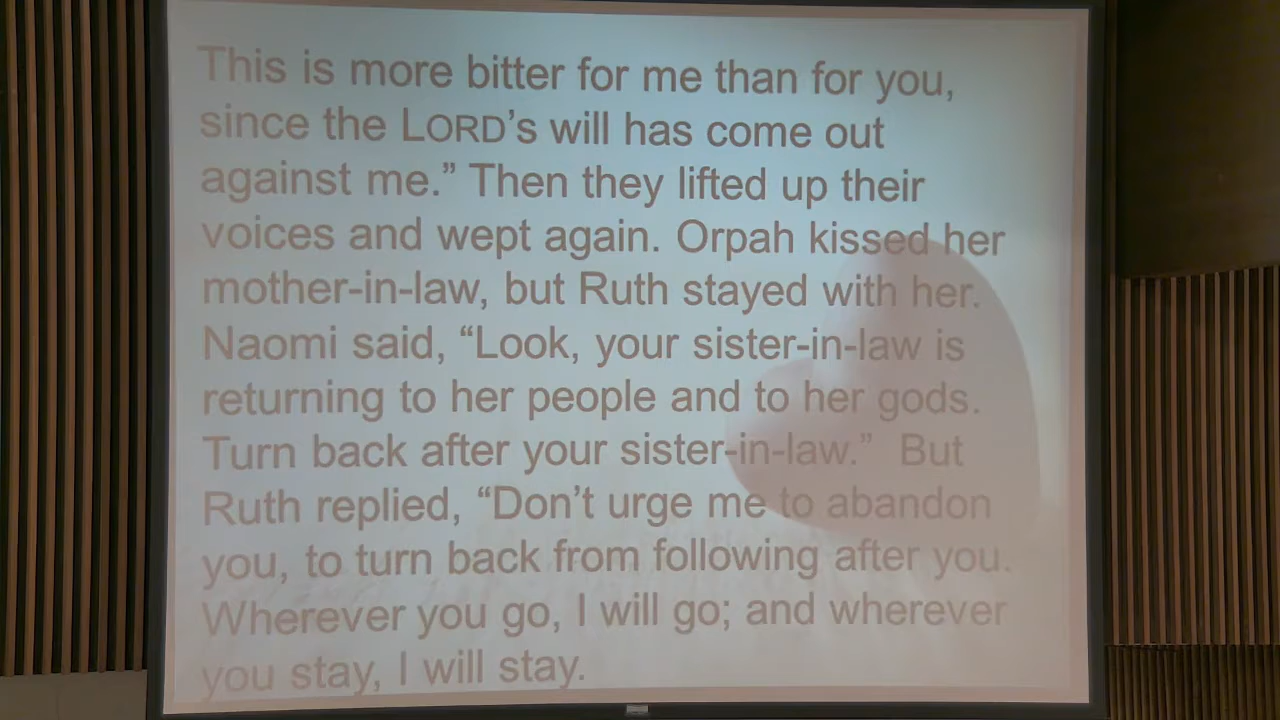 This is more bitter for me than for you,
since the LORD’s will has come out
against me.” Then they lifted up their
voices and wept again. Orpah kissed her
mother-in-law, but Ruth stayed with her.
Naomi said, “Look, your sister-in-law is
returning to her people and to her gods.
Turn back after your sister-in-law.” But
Ruth replied, “Don’t urge me to abandon
you, to turn back from following after you.
Wherever you go, I will go; and wherever
you stay, I will stay.